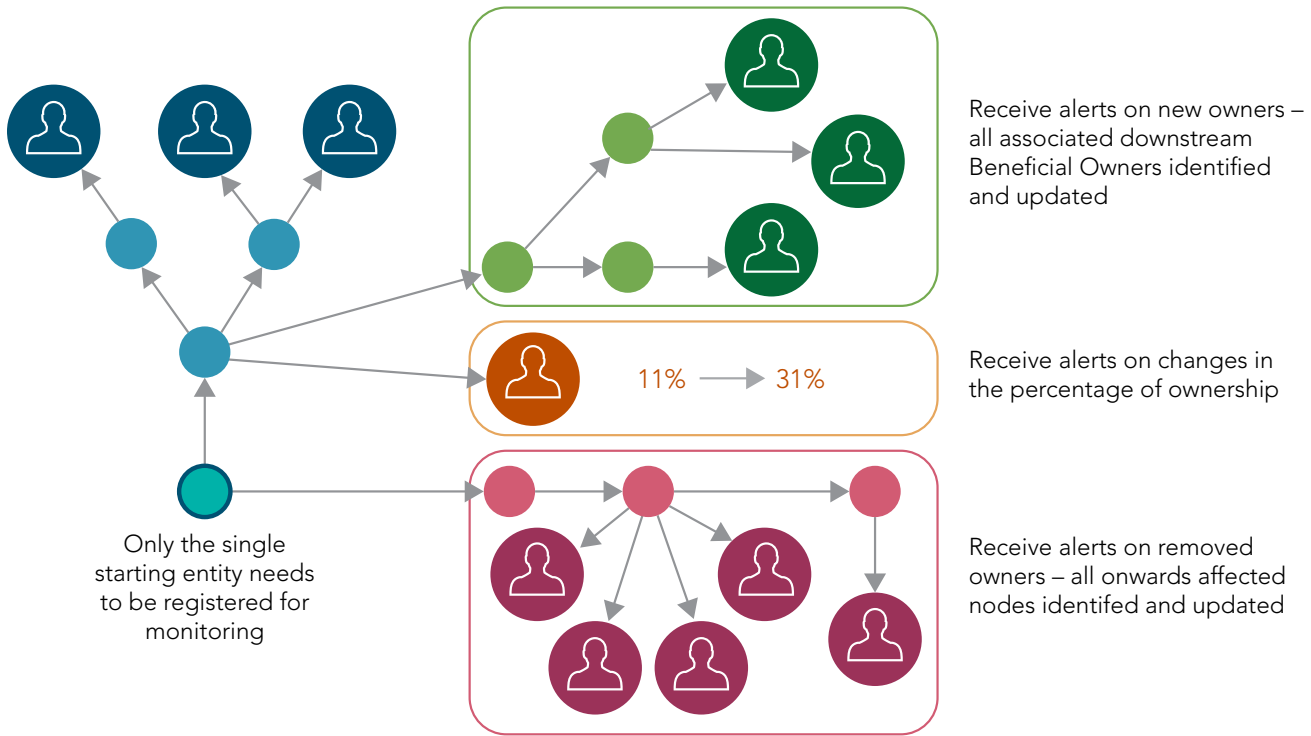 Receive alerts on new owners –
all associated downstream
Beneficial Owners identified
and updated
11% 31%
Receive alerts on changes in
the percentage of ownership
Only the single
starting entity needs
to be registered for
monitoring
Receive alerts on removed
owners – all onwards affected
nodes identifed and updated